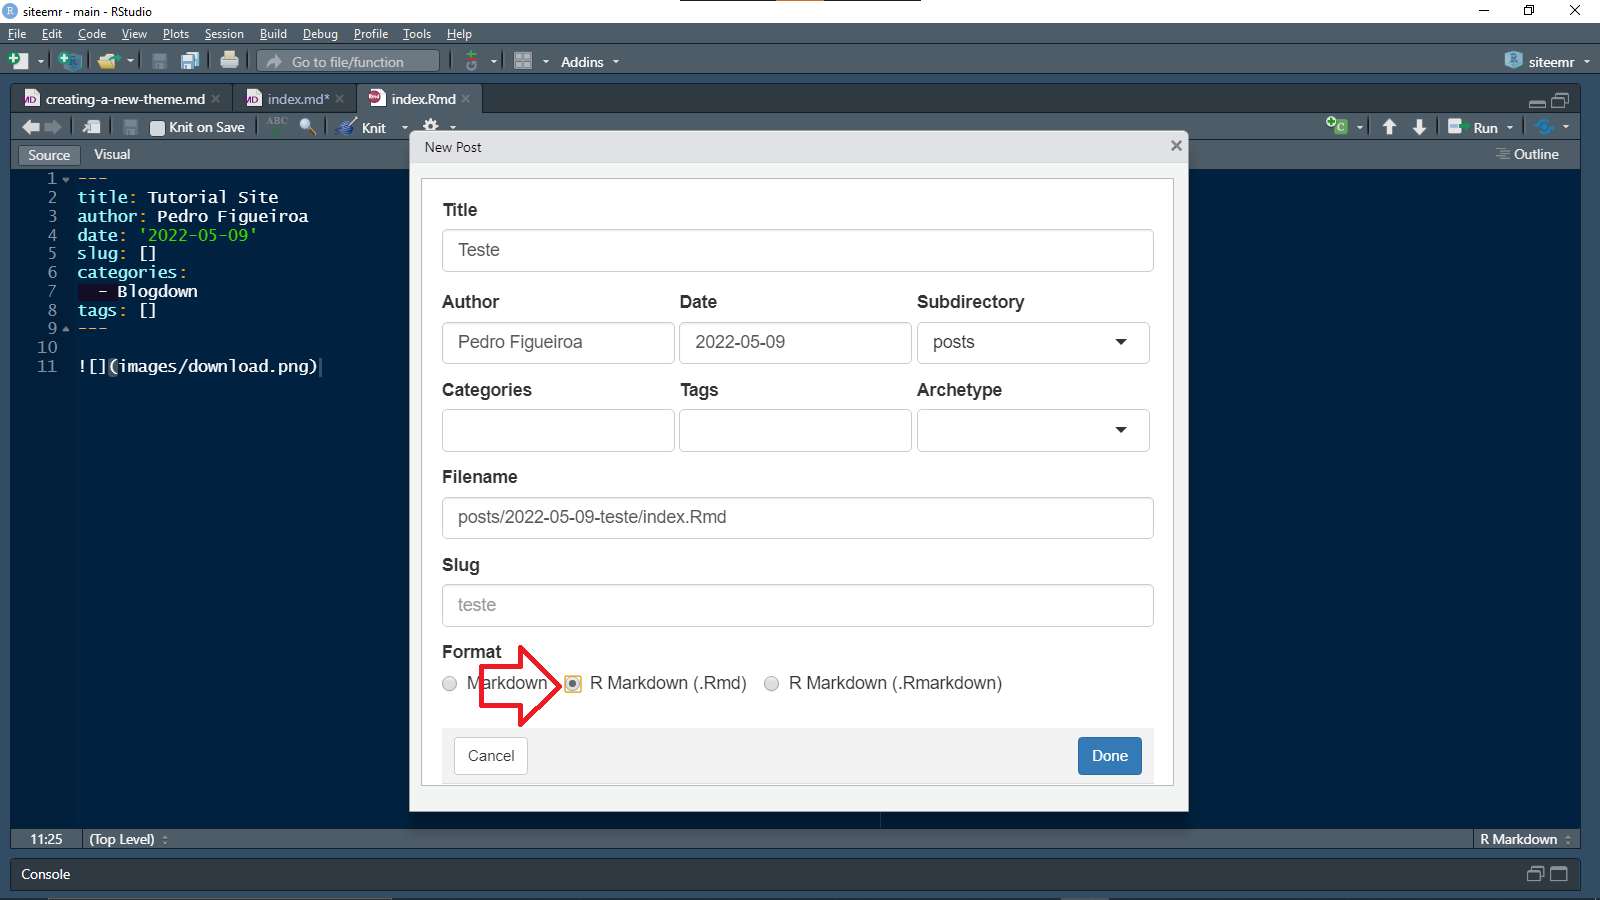 siteemr - main - RStudio
File Edit Code View Plots Session Build Debug Profile Tools Help
Go to file/function Addins siteemr
creating-a-new-theme.md index.md* index.Rmd
Knit on Save ABC Knit Run
Source Visual Outline
1 ---
2 title: Tutorial Site
3 author: Pedro Figueiroa
4 date: '2022-05-09'
5 slug: []
6 categories:
7 - Blogdown
8 tags: []
9 ---
10
11 ![](images/download.png)
New Post
Title
Teste
Author Date Subdirectory
Pedro Figueiroa 2022-05-09 posts
Categories Tags Archetype
Filename
posts/2022-05-09-teste/index.Rmd
Slug
teste
Format
Markdown R Markdown (.Rmd) R Markdown (.Rmarkdown)
Cancel Done
11:25 (Top Level) R Markdown
Console